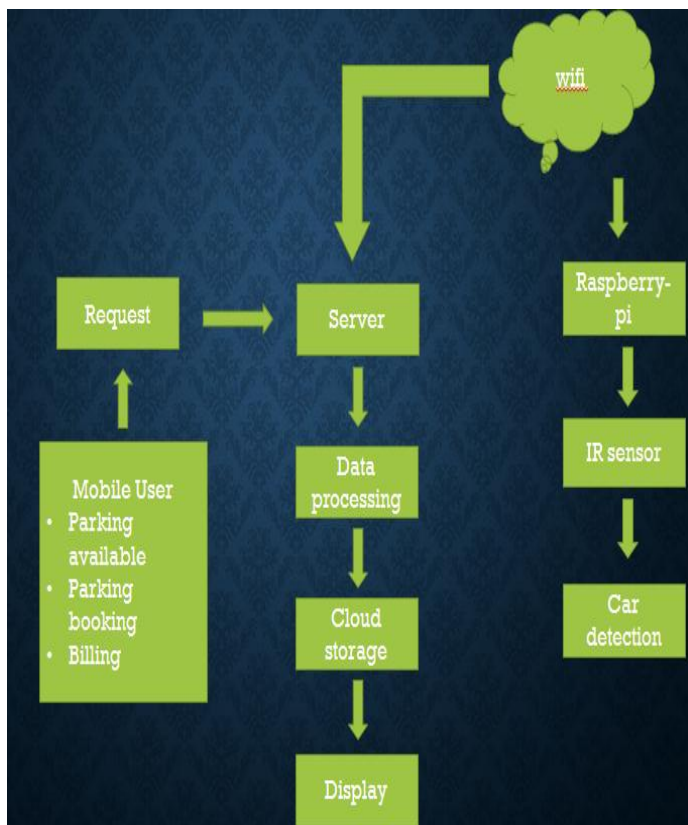 wifi
Raspberry-
pi
Request
Server
IR sensor
Mobile User
• Parking
available
• Parking
booking
• Billing
Data
processing
Cloud
storage
Car
detection
Display